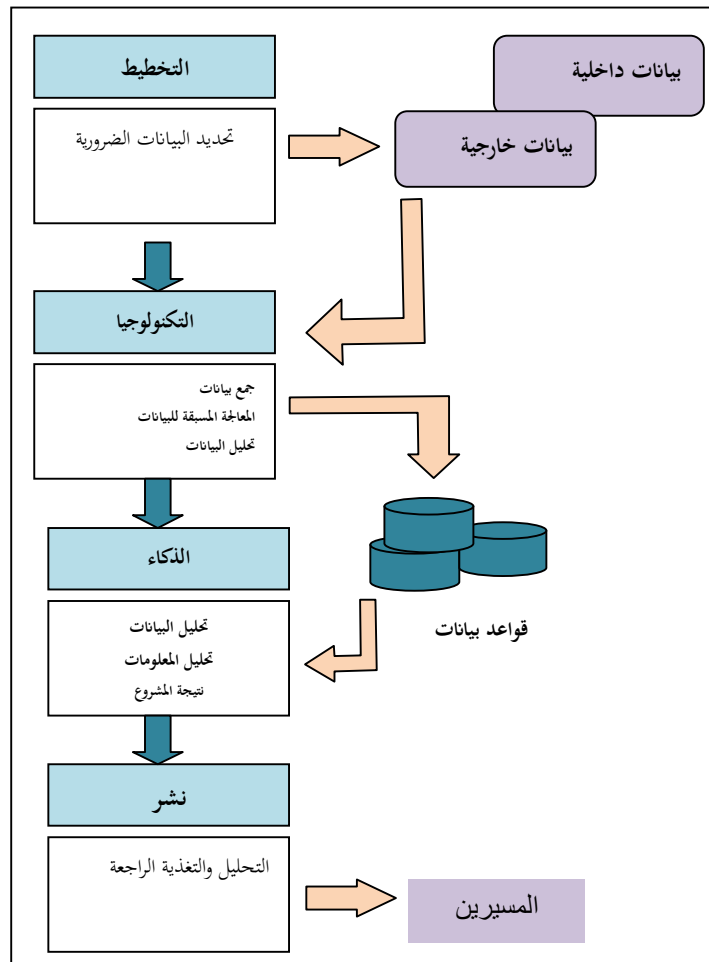 التخطيط
بيانات داخلية
تحديد البيانات الضرورية
بيانات خارجية
التكنولوجيا
جمع بيانات
المعالجة المسبقة للبيانات
تحليل البيانات
الذكاء
قواعد بيانات
تحليل البيانات
تحليل المعلومات
نتيجة المشروع
نشر
التحليل والتغذية الراجعة
المسيرين